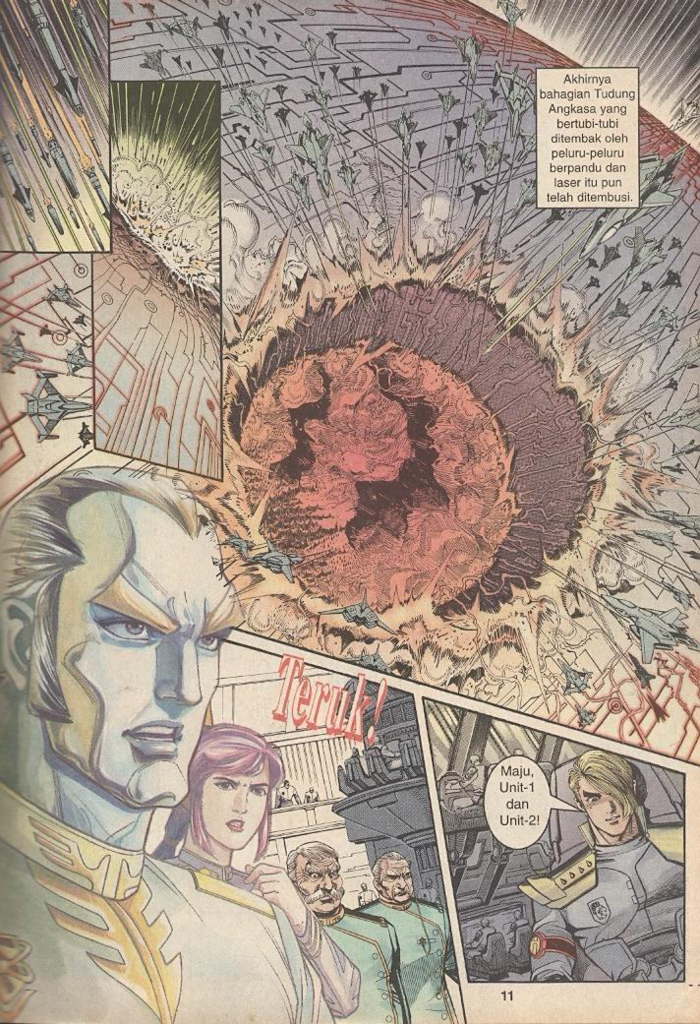 Akhirnya
bahagian Tudung
Angkasa yang
bertubi-tubi
ditembak oleh
peluru-peluru
berpandu dan
laser itu pun
telah ditembusi.
Teruk!
Maju,
Unit-1
dan
Unit-2!
11